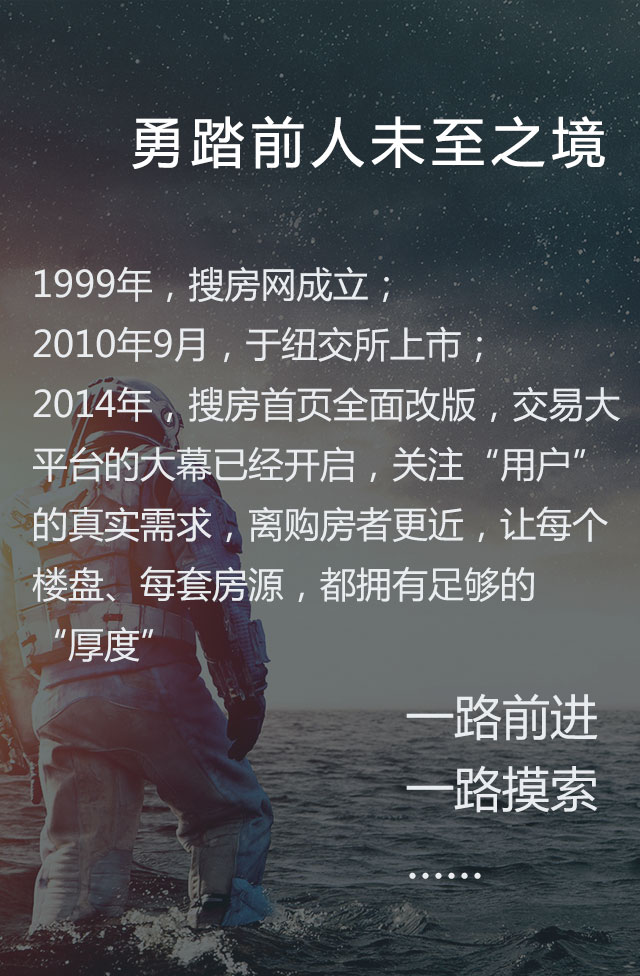 勇踏前人未至之境
1999年，搜房网成立；
2010年9月，于纽交所上市；
2014年，搜房首页全面改版，交易大
平台的大幕已经开启，关注“用户”
的真实需求，离购房者更近，让每个
楼盘、每套房源，都拥有足够的
“厚度”
一路前进
一路摸索
……